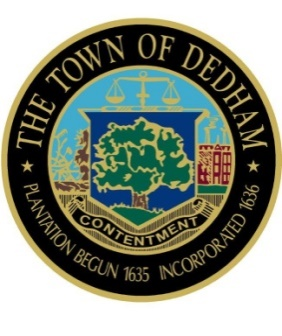 THE TOWN OF DEDHAM
CONTENTMENT
PLANTATION BEGUN 1635 INCORPORATED 1636